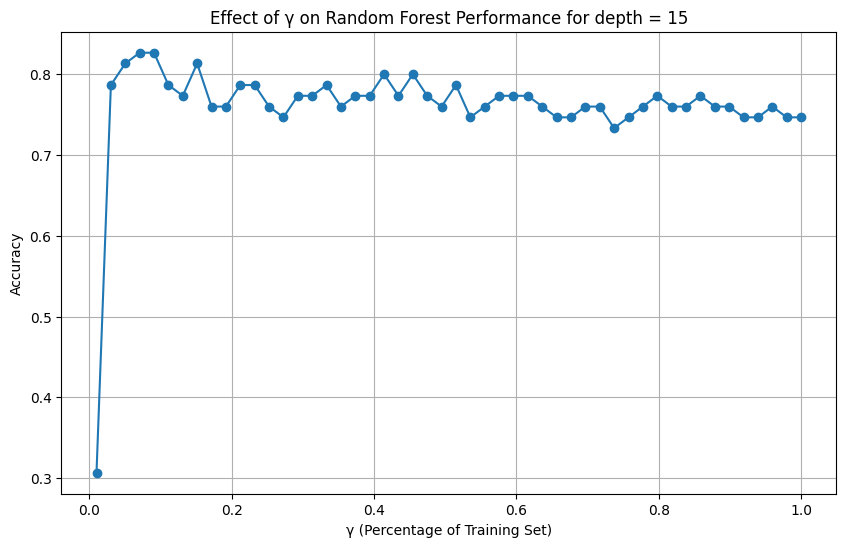 Effect of γ on Random Forest Performance for depth = 15
Accuracy
0.8
0.7
0.6
0.5
0.4
0.3
0.0 0.2 0.4 0.6 0.8 1.0
γ (Percentage of Training Set)